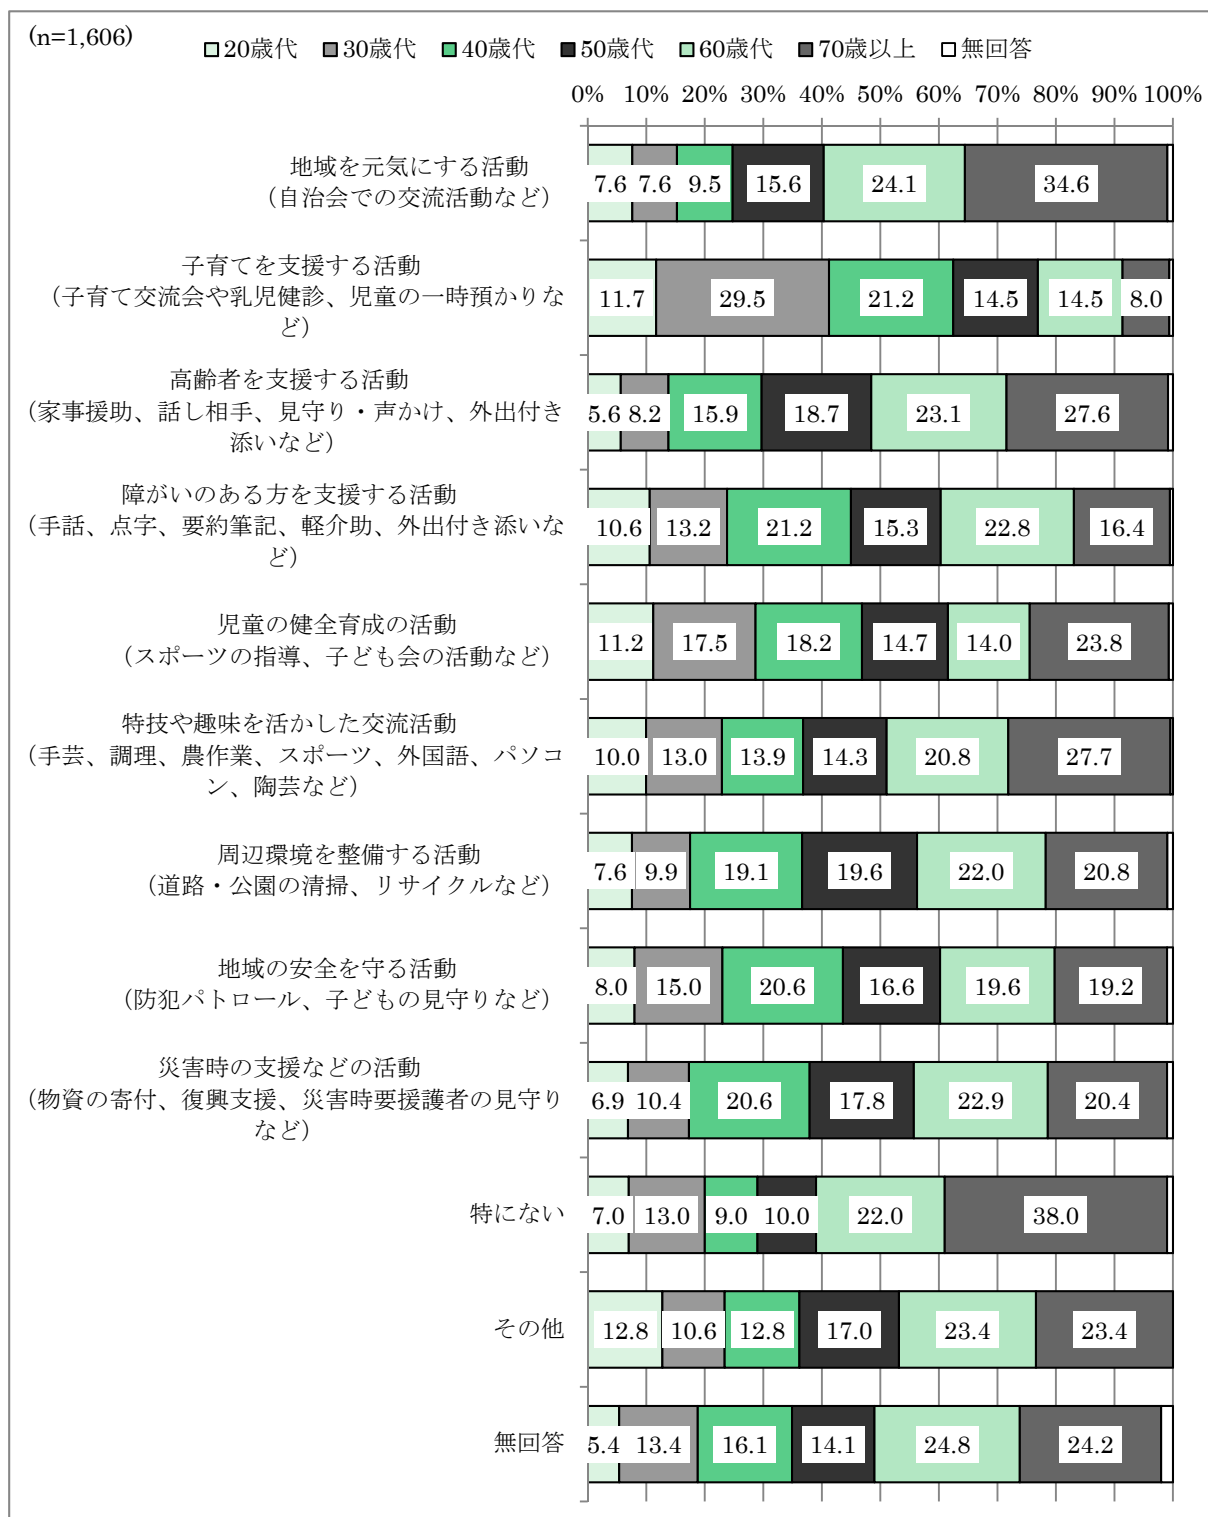 (n=1,606)
20歳代 30歳代 40歳代 50歳代 60歳代 70歳以上 無回答
0% 10% 20% 30% 40% 50% 60% 70% 80% 90% 100%
地域を元気にする活動
（自治会での交流活動など）
7.6 7.6 9.5 15.6 24.1 34.6
子育てを支援する活動
（子育て交流会や乳児健診、児童の一時預かりな
ど）
11.7 29.5 21.2 14.5 14.5 8.0
高齢者を支援する活動
（家事援助、話し相手、見守り・声かけ、外出付き
添いなど）
5.6 8.2 15.9 18.7 23.1 27.6
障がいのある方を支援する活動
（手話、点字、要約筆記、軽介助、外出付き添いな
ど）
10.6 13.2 21.2 15.3 22.8 16.4
児童の健全育成の活動
（スポーツの指導、子ども会の活動など）
11.2 17.5 18.2 14.7 14.0 23.8
特技や趣味を活かした交流活動
（手芸、調理、農作業、スポーツ、外国語、パソコ
ン、陶芸など）
10.0 13.0 13.9 14.3 20.8 27.7
周辺環境を整備する活動
（道路・公園の清掃、リサイクルなど）
7.6 9.9 19.1 19.6 22.0 20.8
地域の安全を守る活動
（防犯パトロール、子どもの見守りなど）
8.0 15.0 20.6 16.6 19.6 19.2
災害時の支援などの活動
（物資の寄付、復興支援、災害時要援護者の見守り
など）
6.9 10.4 20.6 17.8 22.9 20.4
特にない
7.0 13.0 9.0 10.0 22.0 38.0
その他
12.8 10.6 12.8 17.0 23.4 23.4
無回答
5.4 13.4 16.1 14.1 24.8 24.2